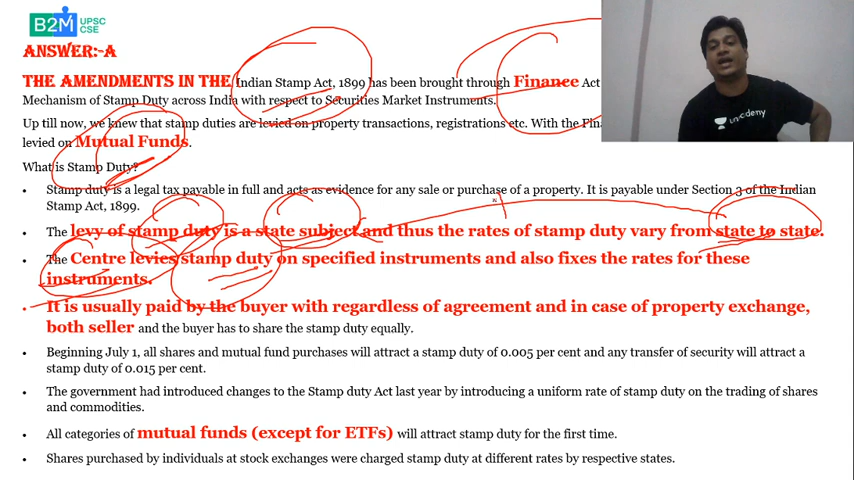 B2M UPSC CSE
ANSWER:-A
THE AMENDMENTS IN THE Indian Stamp Act, 1899 has been brought through Finance Act
Mechanism of Stamp Duty across India with respect to Securities Market Instruments.
Up till now, we knew that stamp duties are levied on property transactions, registrations etc. With the
levied on Mutual Funds.
What is Stamp Duty?
• Stamp duty is a legal tax payable in full and acts as evidence for any sale or purchase of a property. It is payable under Section 3 of the Indian
Stamp Act, 1899.
• The levy of stamp duty is a state subject and thus the rates of stamp duty vary from state to state.
• The Centre levies stamp duty on specified instruments and also fixes the rates for these
instruments.
• It is usually paid by the buyer with regardless of agreement and in case of property exchange,
both seller and the buyer has to share the stamp duty equally.
• Beginning July 1, all shares and mutual fund purchases will attract a stamp duty of 0.005 per cent and any transfer of security will attract a
stamp duty of 0.015 per cent.
• The government had introduced changes to the Stamp duty Act last year by introducing a uniform rate of stamp duty on the trading of shares
and commodities.
• All categories of mutual funds (except for ETFs) will attract stamp duty for the first time.
• Shares purchased by individuals at stock exchanges were charged stamp duty at different rates by respective states.